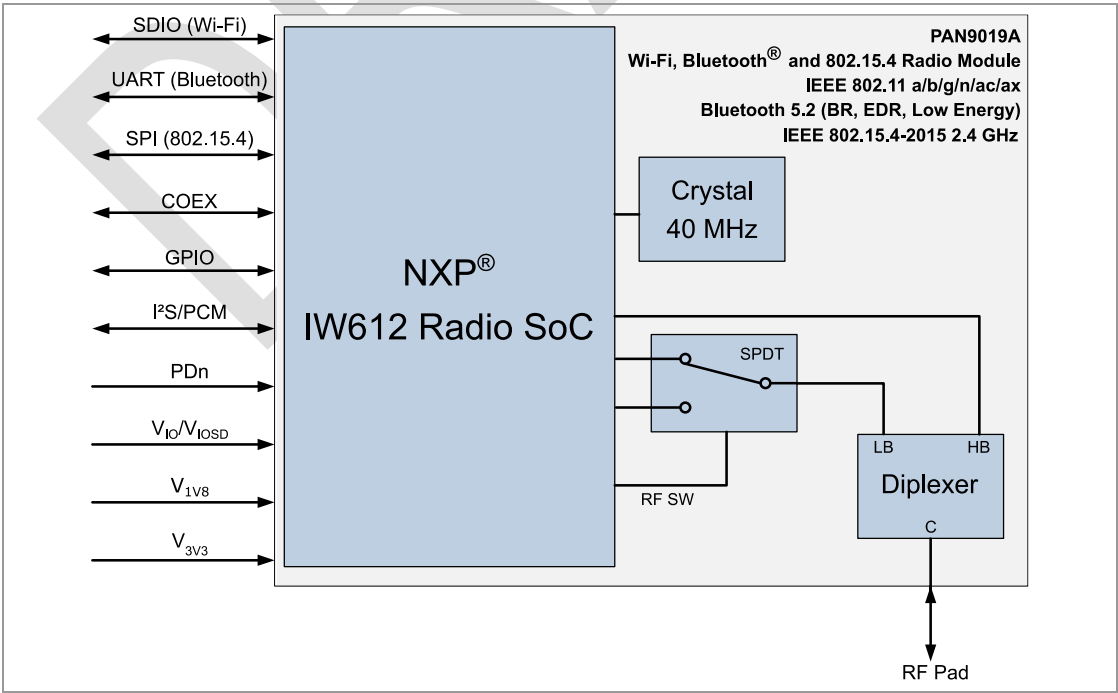 SDIO (Wi-Fi)
UART (Bluetooth)
SPI (802.15.4)
COEX
GPIO
I²S/PCM
PDn
VIO/VIOSD
V1V8
V3V3
NXP®
IW612 Radio SoC
PAN9019A
Wi-Fi, Bluetooth® and 802.15.4 Radio Module
IEEE 802.11 a/b/g/n/ac/ax
Bluetooth 5.2 (BR, EDR, Low Energy)
IEEE 802.15.4-2015 2.4 GHz
Crystal
40 MHz
SPDT
RF SW
LB HB
Diplexer
C
RF Pad